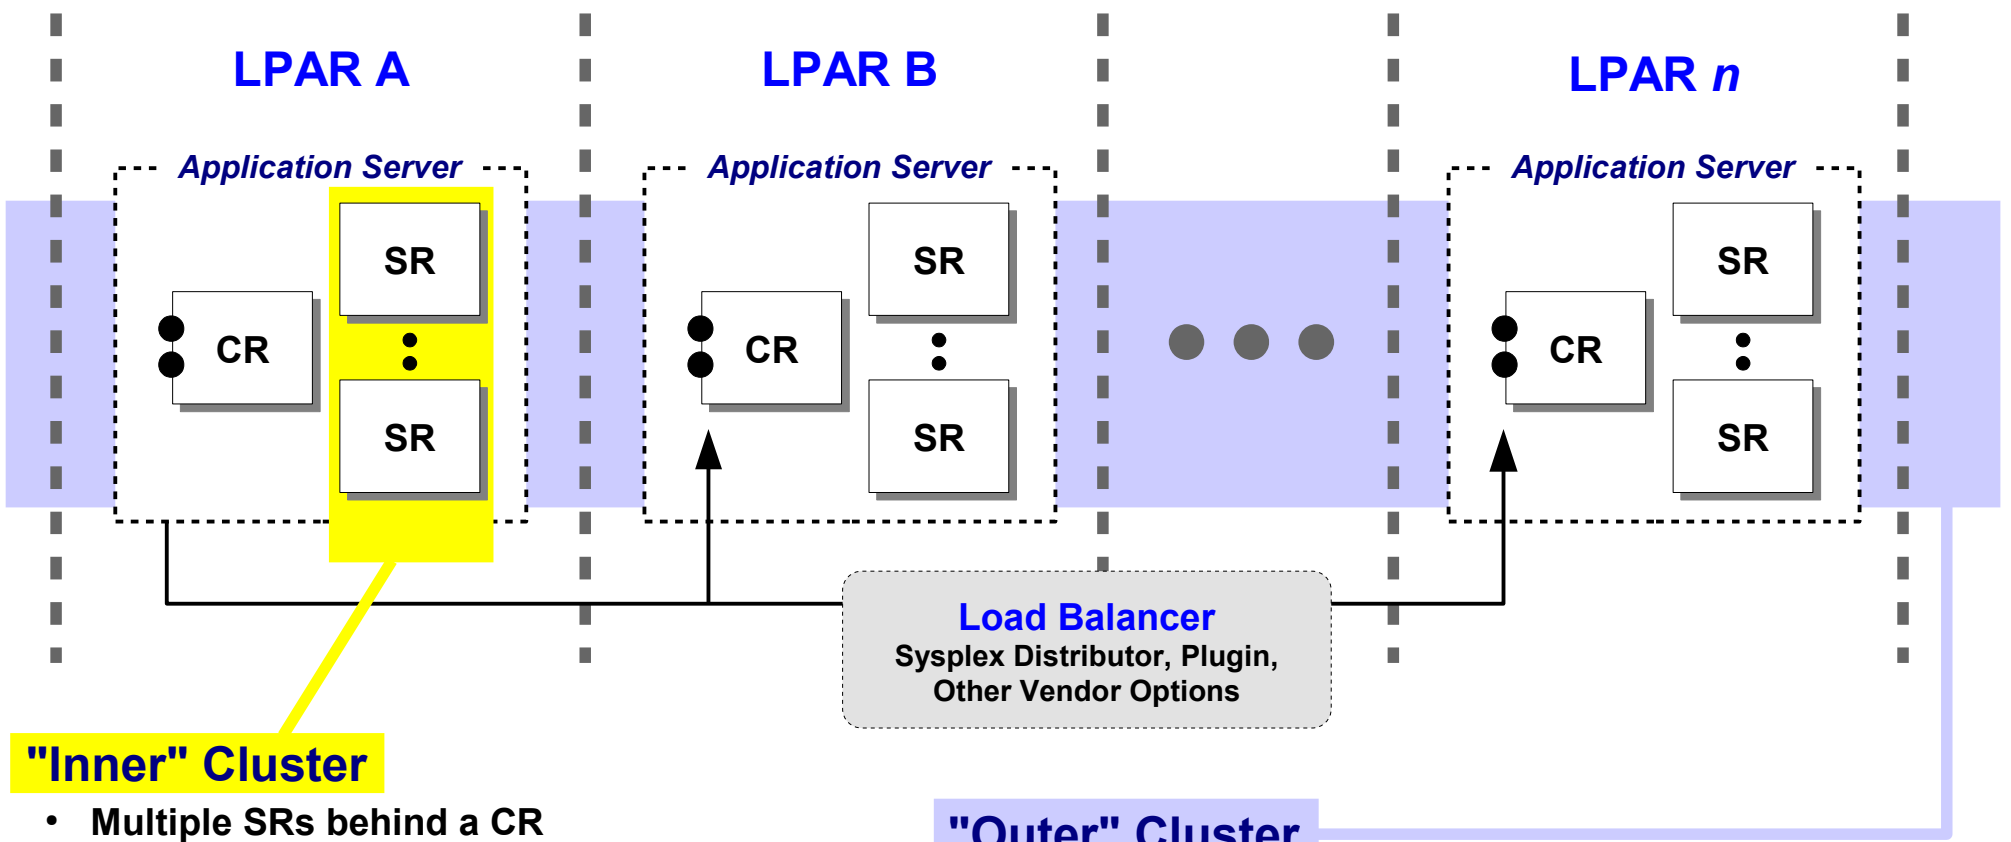 LPAR A
LPAR B
LPAR n
Application Server
Application Server
Application Server
SR
SR
SR
CR
CR
CR
SR
SR
SR
Load Balancer
Sysplex Distributor, Plugin,
Other Vendor Options
"Inner" Cluster
• Multiple SRs behind a CR
"Outer" Cluster